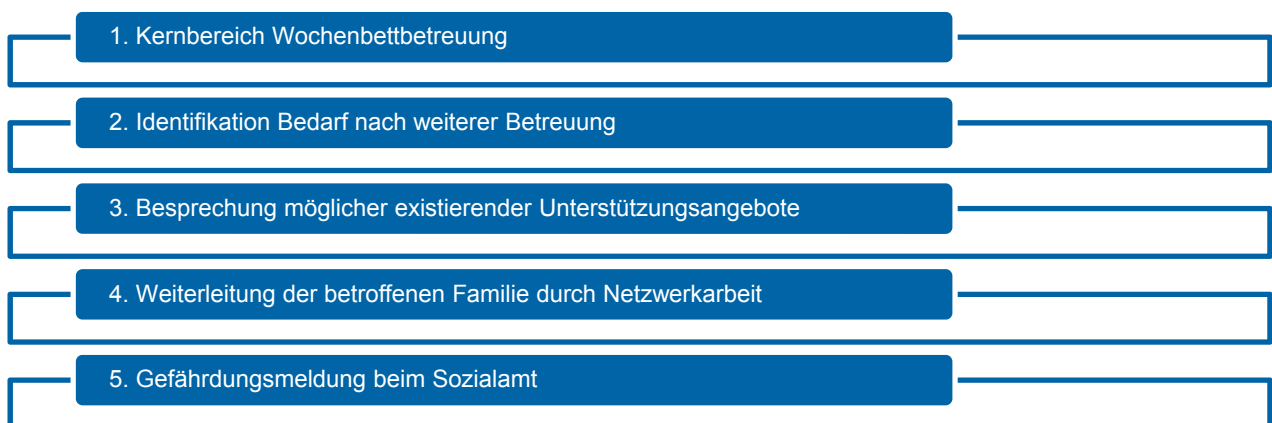 1. Kernbereich Wochenbettbetreuung
2. Identifikation Bedarf nach weiterer Betreuung
3. Besprechung möglicher existierender Unterstützungsangebote
4. Weiterleitung der betroffenen Familie durch Netzwerkarbeit
5. Gefährdungsmeldung beim Sozialamt